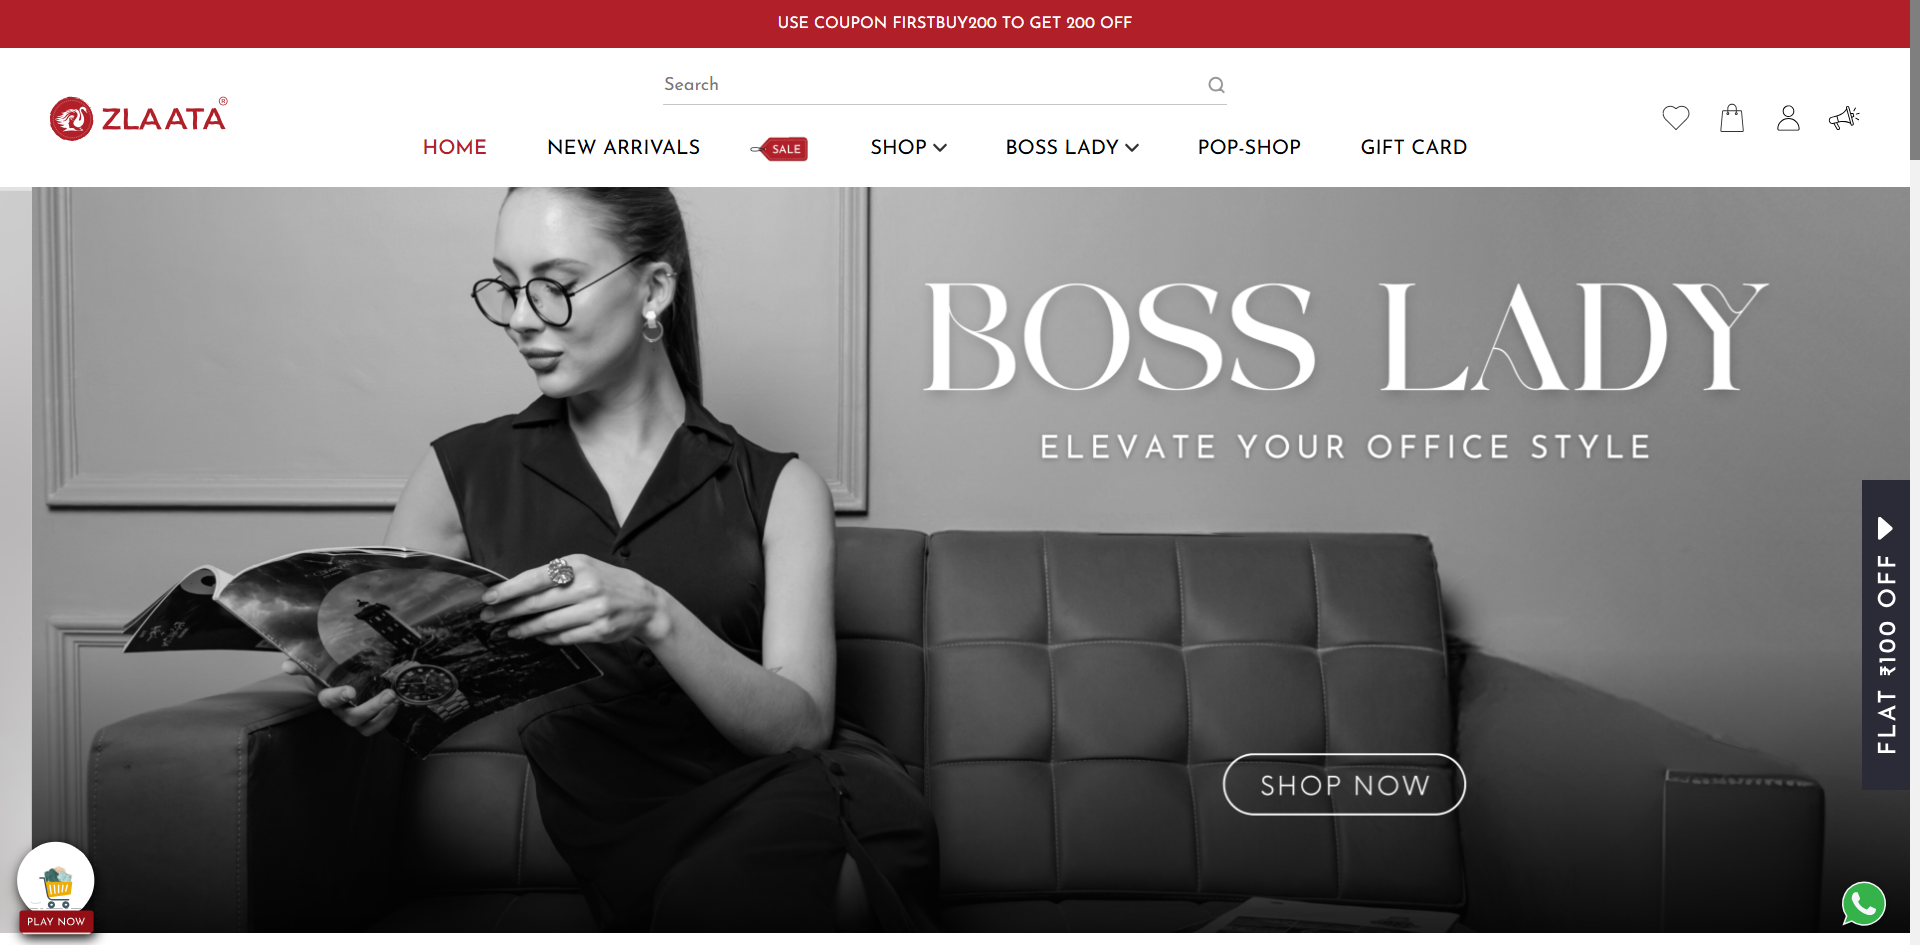 USE COUPON FIRSTBUY200 TO GET 200 OFF
Search
ZLAATA®
HOME
NEW ARRIVALS
SALE
SHOP
BOSS LADY
POP-SHOP
GIFT CARD
BOSS LADY
ELEVATE YOUR OFFICE STYLE
FLAT ₹100 OFF
SHOP NOW
PLAY NOW